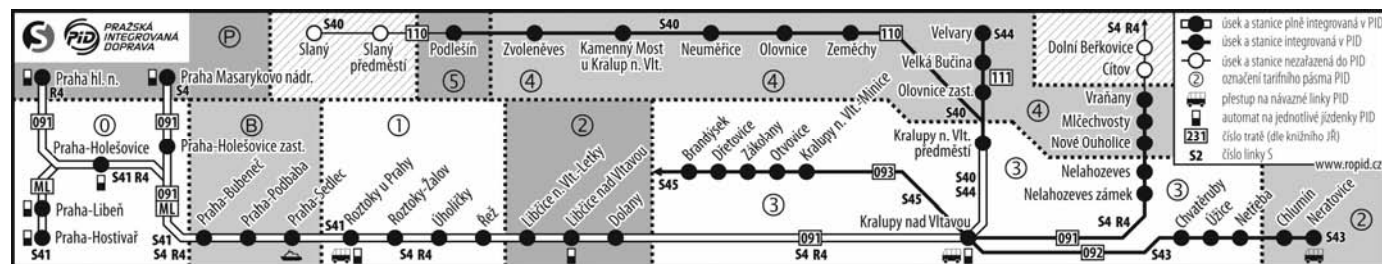 S PID PRAŽSKÁ
INTEGROVANÁ
DOPRAVA
P
S40
Slaný
Slaný
předměstí
110
Podlešín
5
Zvoleněves
4
Kamenný Most
u Kralup n. Vlt.
S40
Neuměřice
Olovnice
4
Zeměchy
110
Velvary
S44
Velká Bučina
111
Olovnice zast.
S40
Kralupy n. Vlt.
předměstí
S40
S44
S4 R4
Dolní Beřkovice
Cítov
4
Vraňany
Mlčechvosty
Nové Ouholice
Nelahozeves
Nelahozeves zámek
3
3
S4 R4
úsek a stanice plně integrovaná v PID
úsek a stanice integrovaná v PID
úsek a stanice nezařazená do PID
2 označení tarifního pásma PID
přestup na návazné linky PID
automat na jednotlivé jízdenky PID
231 číslo tratě (dle knižního JŘ)
S2 číslo linky S
www.ropid.cz
Praha hl. n.
R4
091
0
Praha-Holešovice
S41 R4
ML
Praha-Libeň
Praha-Hostivař
S41
Praha Masarykovo nádr.
S4
091
Praha-Holešovice zast.
091
ML
S41
S4 R4
B
Praha-Bubeneč
Praha-Podbaba
Praha-Sedlec
1
S41
Roztoky u Prahy
Roztoky-Žalov
Úholičky
Řež
S4 R4
2
Libčice n. Vlt.-Letky
Libčice nad Vltavou
Dolany
S45
Brandýsek
Dřetovice
Zákolany
Otvovice
Kralupy n. Vlt.-Minice
093
S45
3
091
S4 R4
Kralupy nad Vltavou
091
092
S43
Chvatěruby
Úžice
Netřeba
Chlumín
Neratovice
S43
2